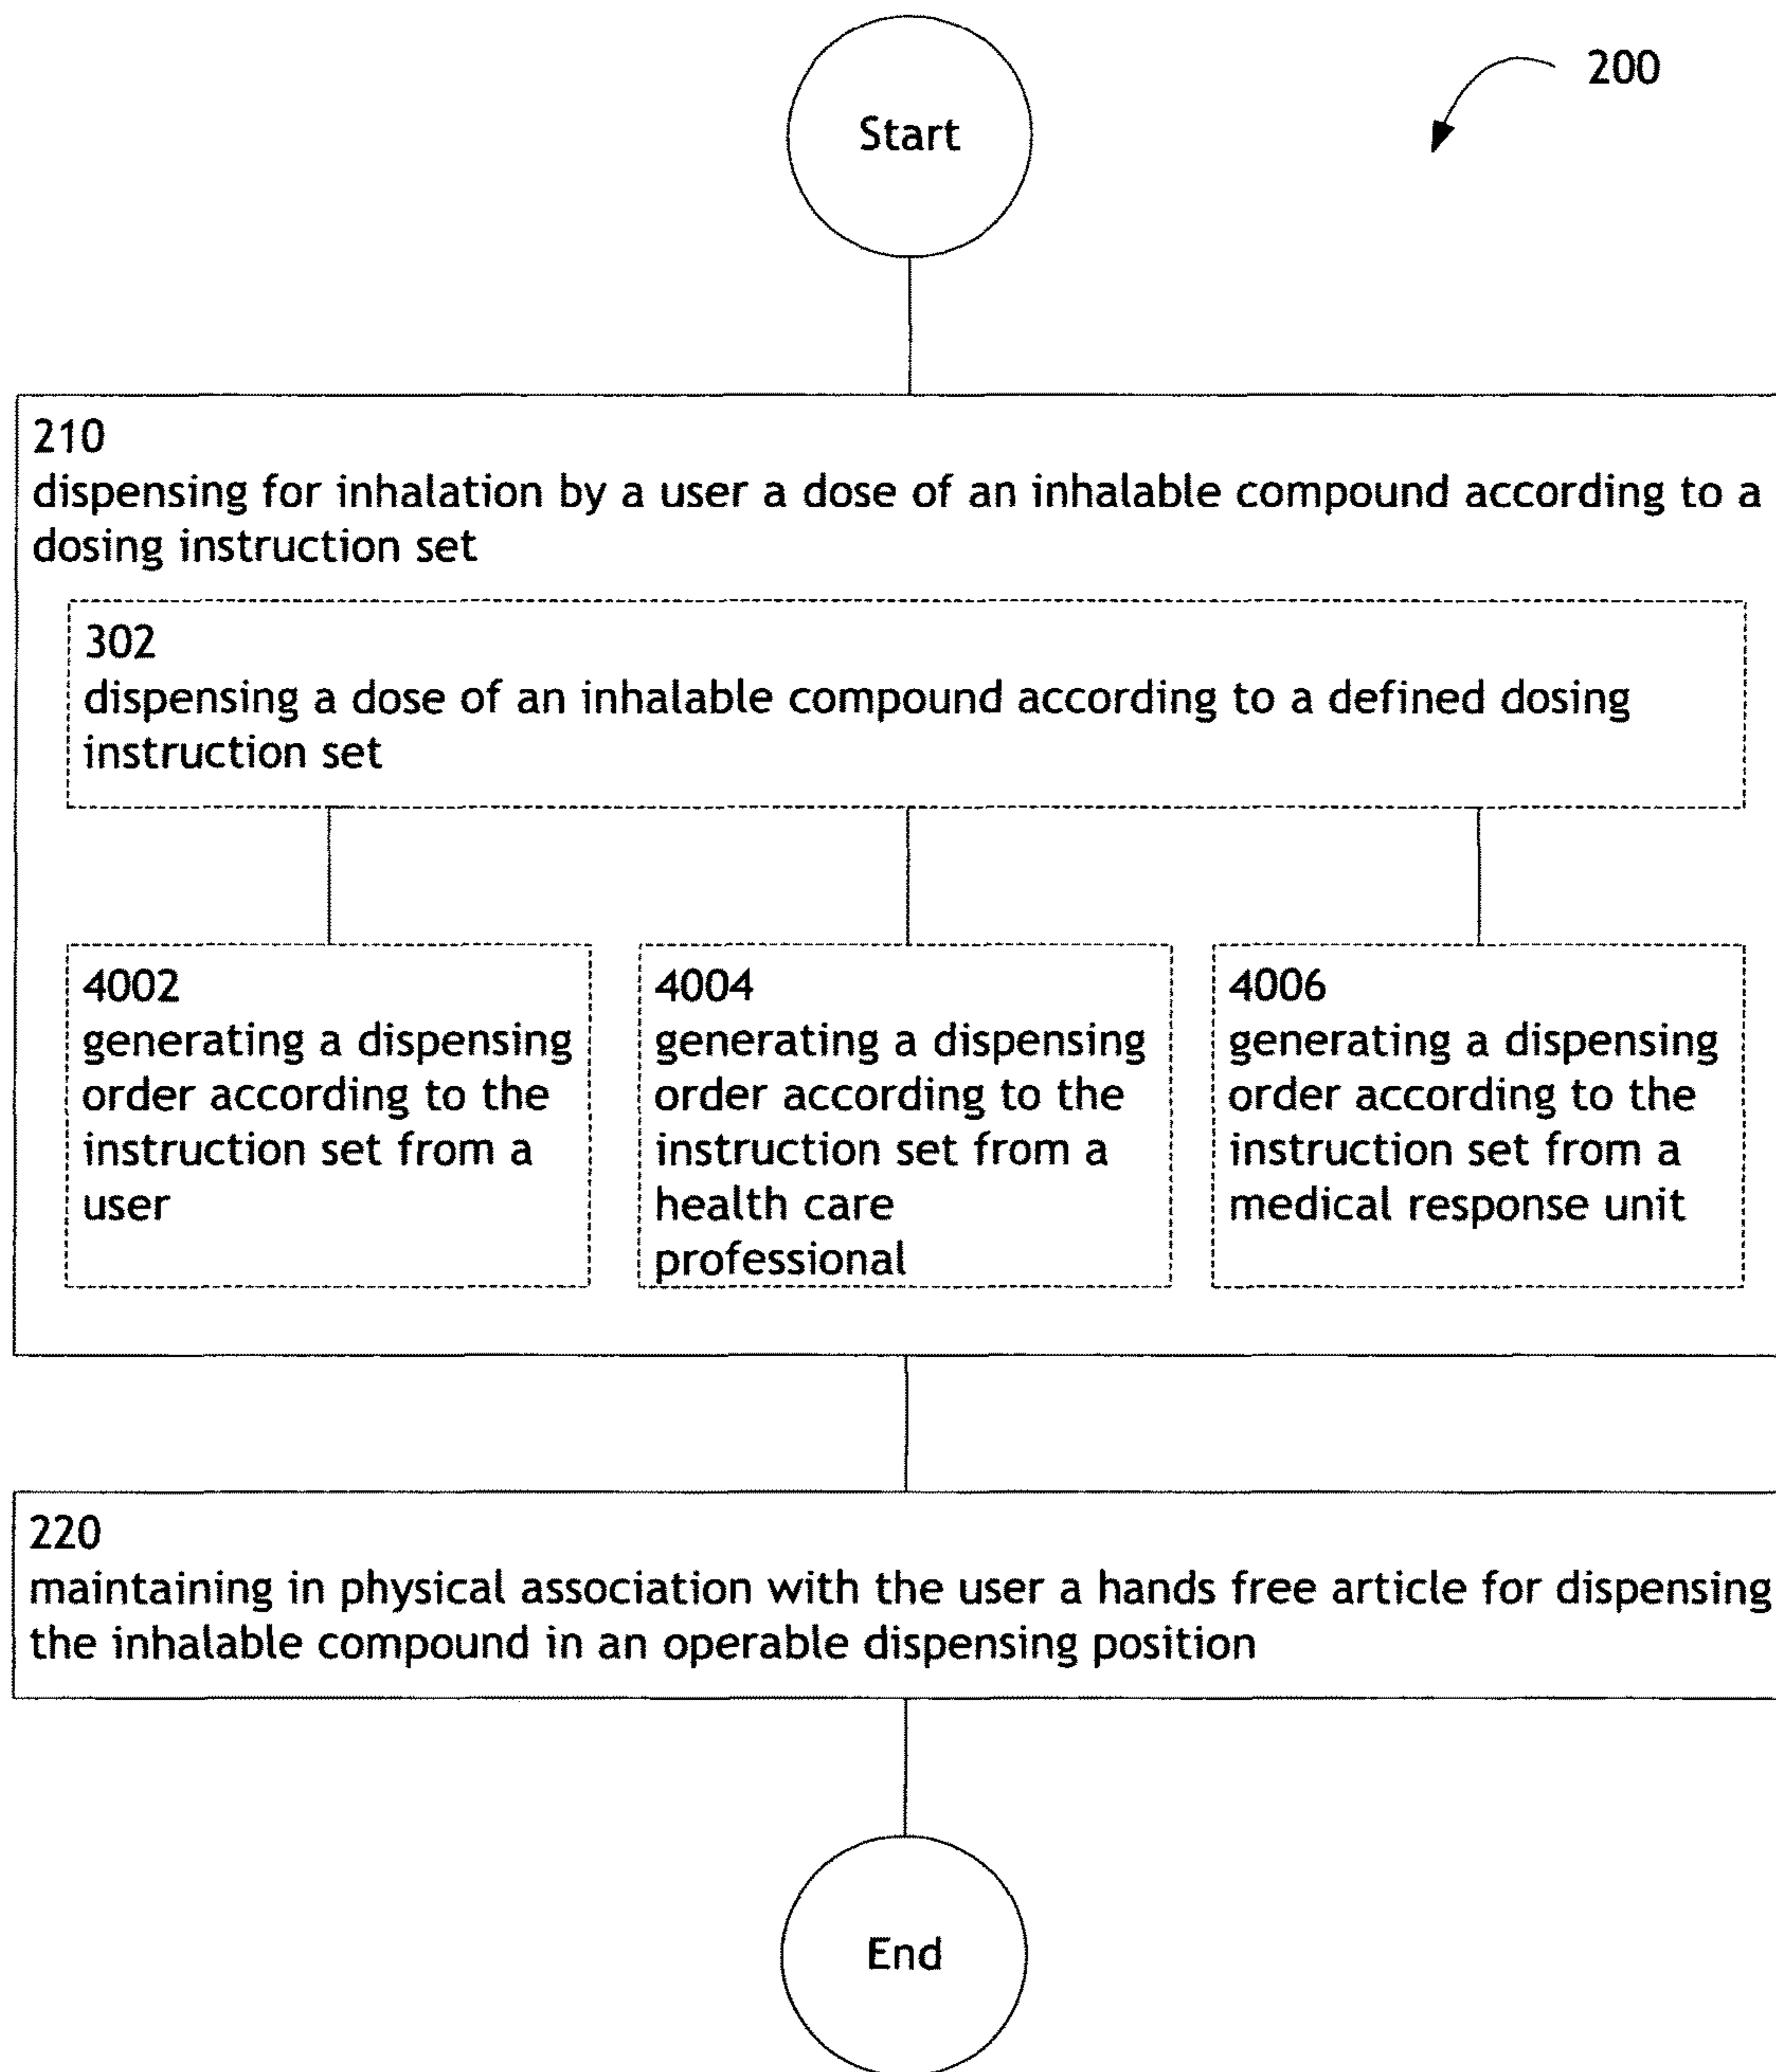 Start
200
210
dispensing for inhalation by a user a dose of an inhalable compound according to a
dosing instruction set
302
dispensing a dose of an inhalable compound according to a defined dosing
instruction set
4002
generating a dispensing
order according to the
instruction set from a
user
4004
generating a dispensing
order according to the
instruction set from a
health care
professional
4006
generating a dispensing
order according to the
instruction set from a
medical response unit
220
maintaining in physical association with the user a hands free article for dispensing
the inhalable compound in an operable dispensing position
End